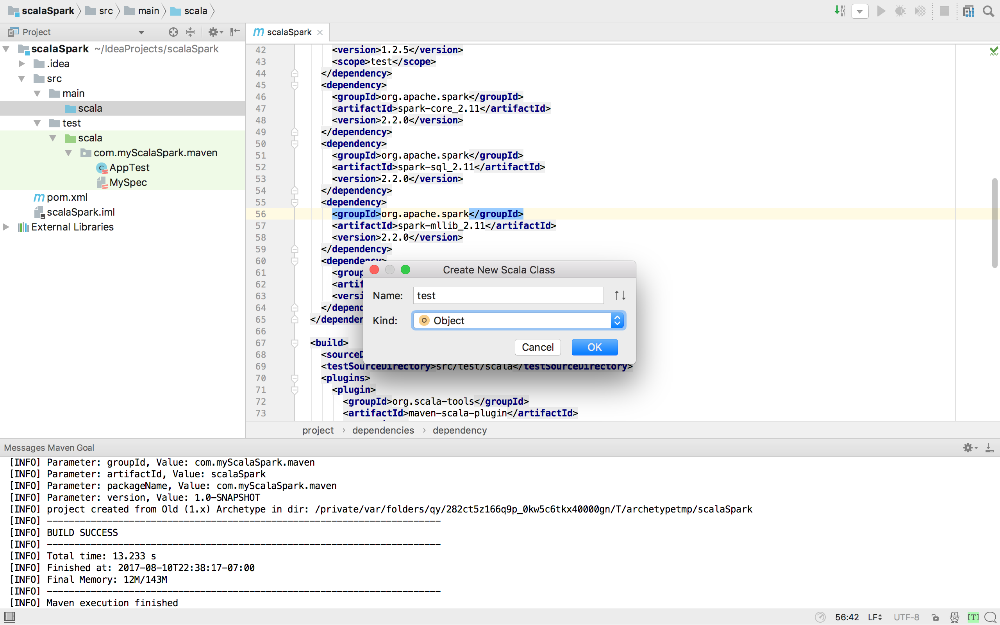 scalaSpark src main scala
Project
scalaSpark
scalaSpark ~/IdeaProjects/scalaSpark
.idea
src
main
scala
test
scala
com.myScalaSpark.maven
AppTest
MySpec
pom.xml
scalaSpark.iml
External Libraries
42 <version>1.2.5</version>
43 <scope>test</scope>
44 </dependency>
45 <dependency>
46 <groupId>org.apache.spark</groupId>
47 <artifactId>spark-core_2.11</artifactId>
48 <version>2.2.0</version>
49 </dependency>
50 <dependency>
51 <groupId>org.apache.spark</groupId>
52 <artifactId>spark-sql_2.11</artifactId>
53 <version>2.2.0</version>
54 </dependency>
55 <dependency>
56 <groupId>org.apache.spark</groupId>
57 <artifactId>spark-mllib_2.11</artifactId>
58 <version>2.2.0</version>
59 </dependency>
60 <dependency>
61 <group
62 <artif
63 <versi
64 </depend
65 </dependen
66
67 <build>
68 <sourceD
69 <testSourceDirectory>src/test/scala</testSourceDirectory>
70 <plugins>
71 <plugin>
72 <groupId>org.scala-tools</groupId>
73 <artifactId>maven-scala-plugin</artifactId>
Create New Scala Class
Name: test
Kind: Object
Cancel OK
project › dependencies › dependency
Messages Maven Goal
[INFO] Parameter: groupId, Value: com.myScalaSpark.maven
[INFO] Parameter: artifactId, Value: scalaSpark
[INFO] Parameter: packageName, Value: com.myScalaSpark.maven
[INFO] Parameter: version, Value: 1.0-SNAPSHOT
[INFO] project created from Old (1.x) Archetype in dir: /private/var/folders/qy/282ct5z166q9p_0kw5c6tkx40000gn/T/archetypetmp/scalaSpark
[INFO] ------------------------------------------------------------------------
[INFO] BUILD SUCCESS
[INFO] ------------------------------------------------------------------------
[INFO] Total time: 13.233 s
[INFO] Finished at: 2017-08-10T22:38:17-07:00
[INFO] Final Memory: 12M/143M
[INFO] ------------------------------------------------------------------------
[INFO] Maven execution finished
56:42 LF UTF-8 [T]